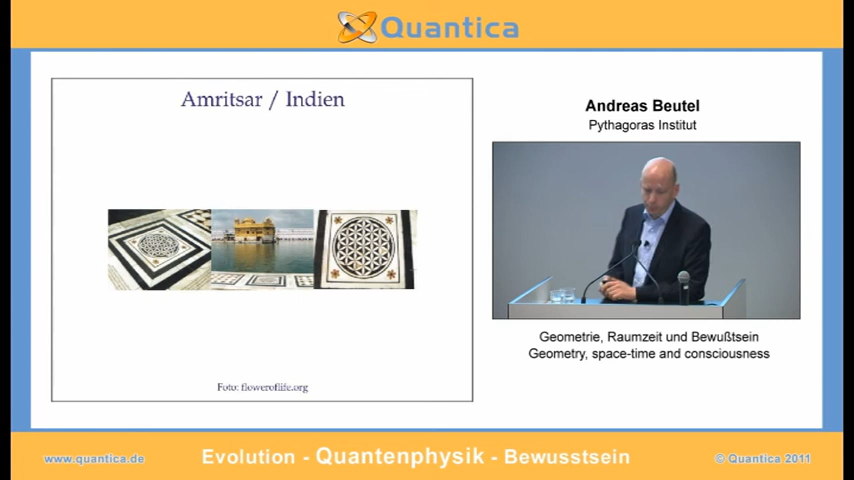 Quantica
Amritsar / Indien
Foto: floweroflife.org
Andreas Beutel
Pythagoras Institut
Geometrie, Raumzeit und Bewußtsein
Geometry, space-time and consciousness
www.quantica.de
Evolution - Quantenphysik - Bewusstsein
© Quantica 2011